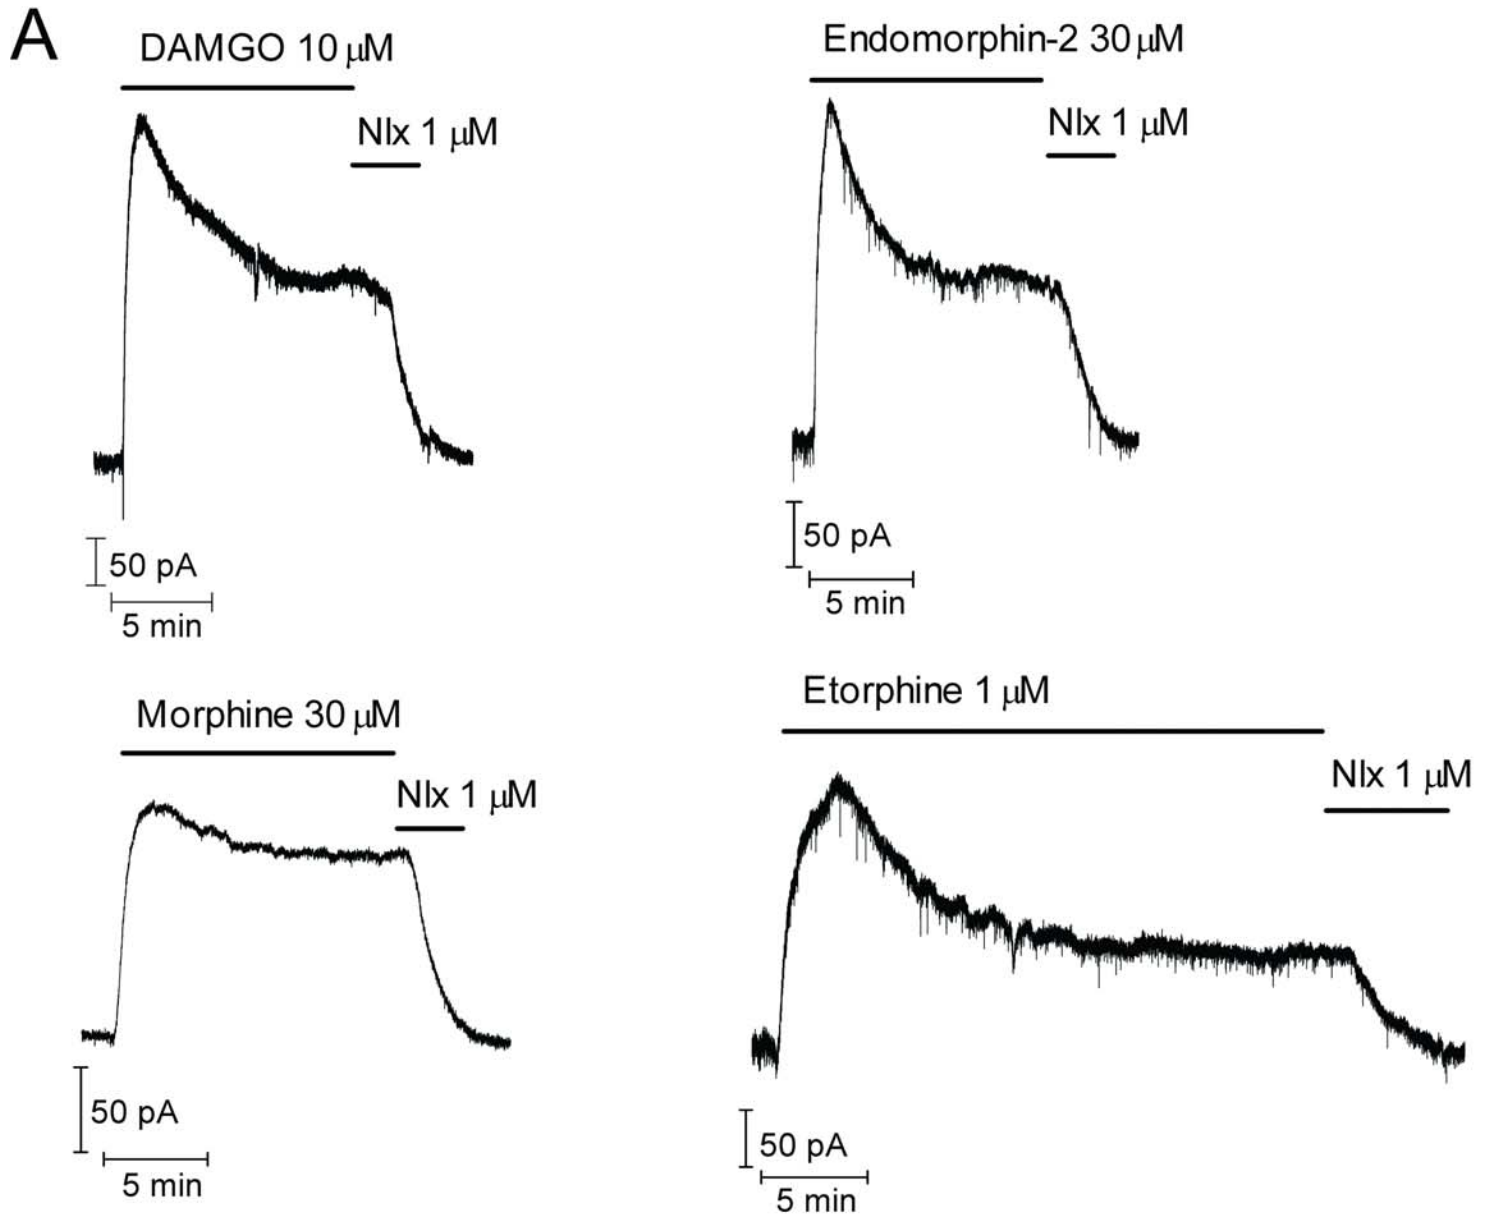 A
DAMGO 10 μM
Nlx 1 μM
50 pA
5 min
Endomorphin-2 30 μM
Nlx 1 μM
50 pA
5 min
Morphine 30 μM
Nlx 1 μM
50 pA
5 min
Etorphine 1 μM
Nlx 1 μM
50 pA
5 min